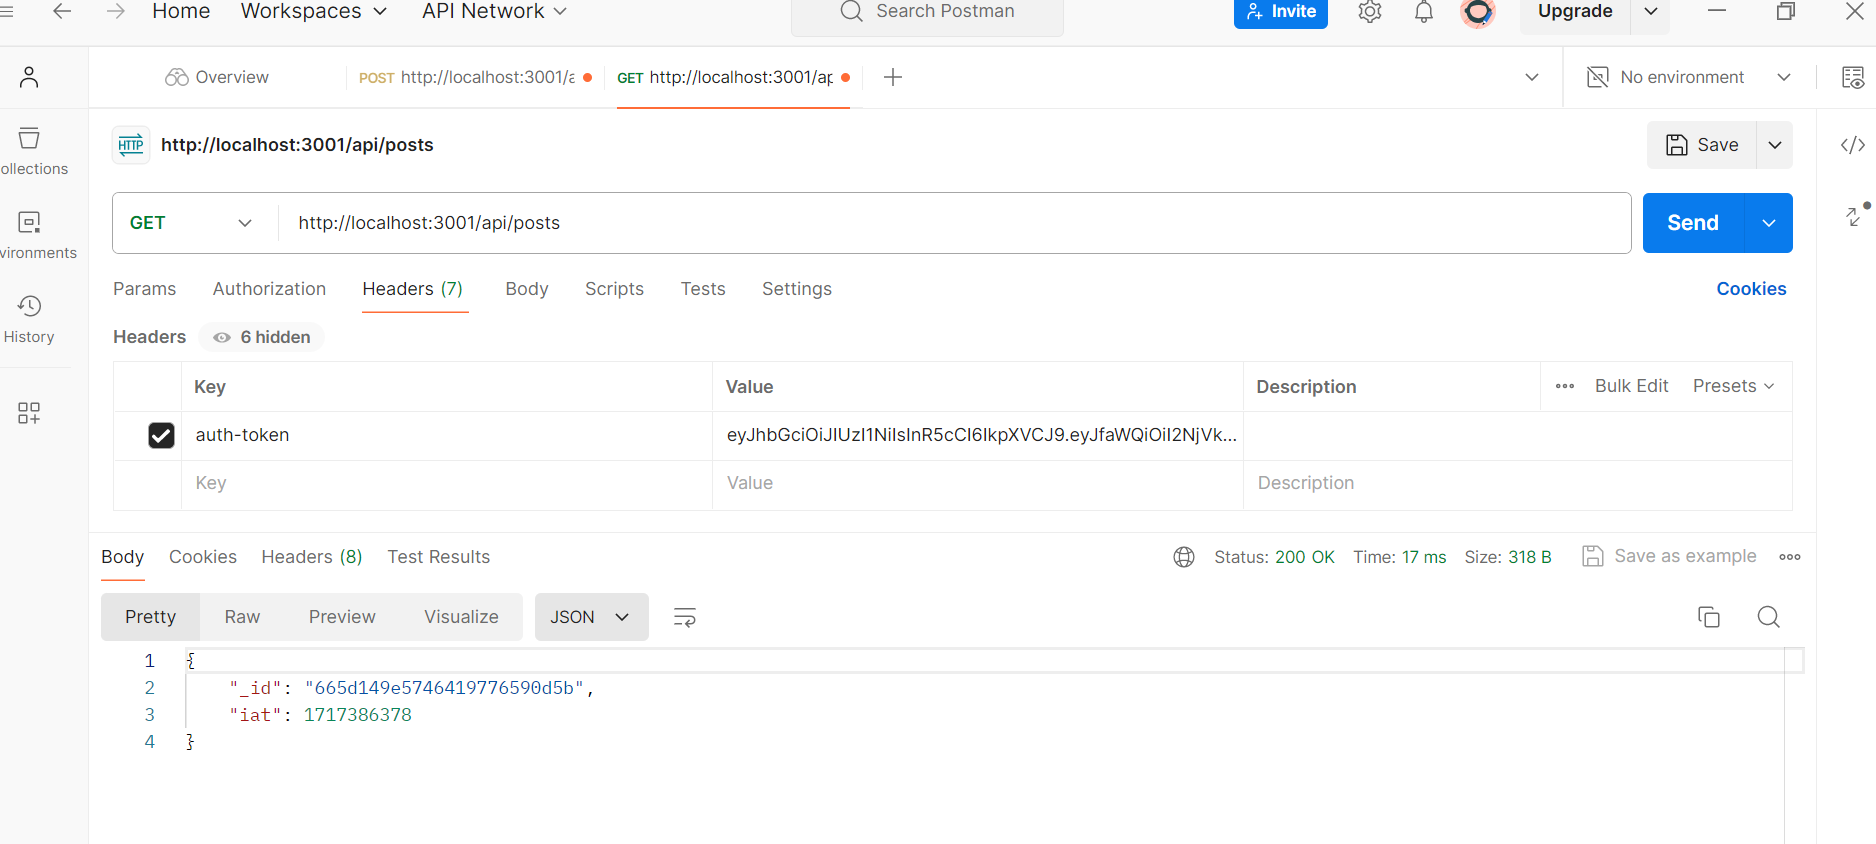 Home Workspaces API Network Search Postman Invite Upgrade
Overview POST http://localhost:3001/a GET http://localhost:3001/ap No environment
HTTP http://localhost:3001/api/posts Save
ollections
GET http://localhost:3001/api/posts Send
vironments
Params Authorization Headers (7) Body Scripts Tests Settings Cookies
History
Headers 6 hidden
Key Value Description Bulk Edit Presets
auth-token eyJhbGciOiJIUzI1NiIsInR5cCI6IkpXVCJ9.eyJfaWQiOiI2NjVk...
Key Value Description
Body Cookies Headers (8) Test Results Status: 200 OK Time: 17 ms Size: 318 B Save as example
Pretty Raw Preview Visualize JSON
1 {
2 "_id": "665d149e5746419776590d5b",
3 "iat": 1717386378
4 }